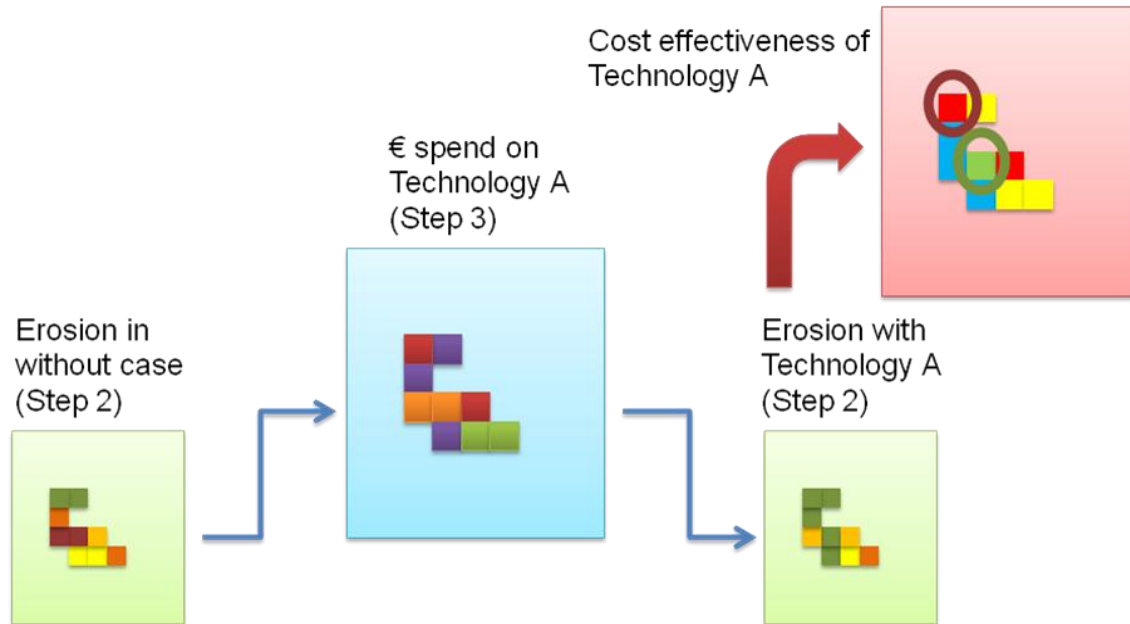 Cost effectiveness of
Technology A
€ spend on
Technology A
(Step 3)
Erosion in
without case
(Step 2)
Erosion with
Technology A
(Step 2)